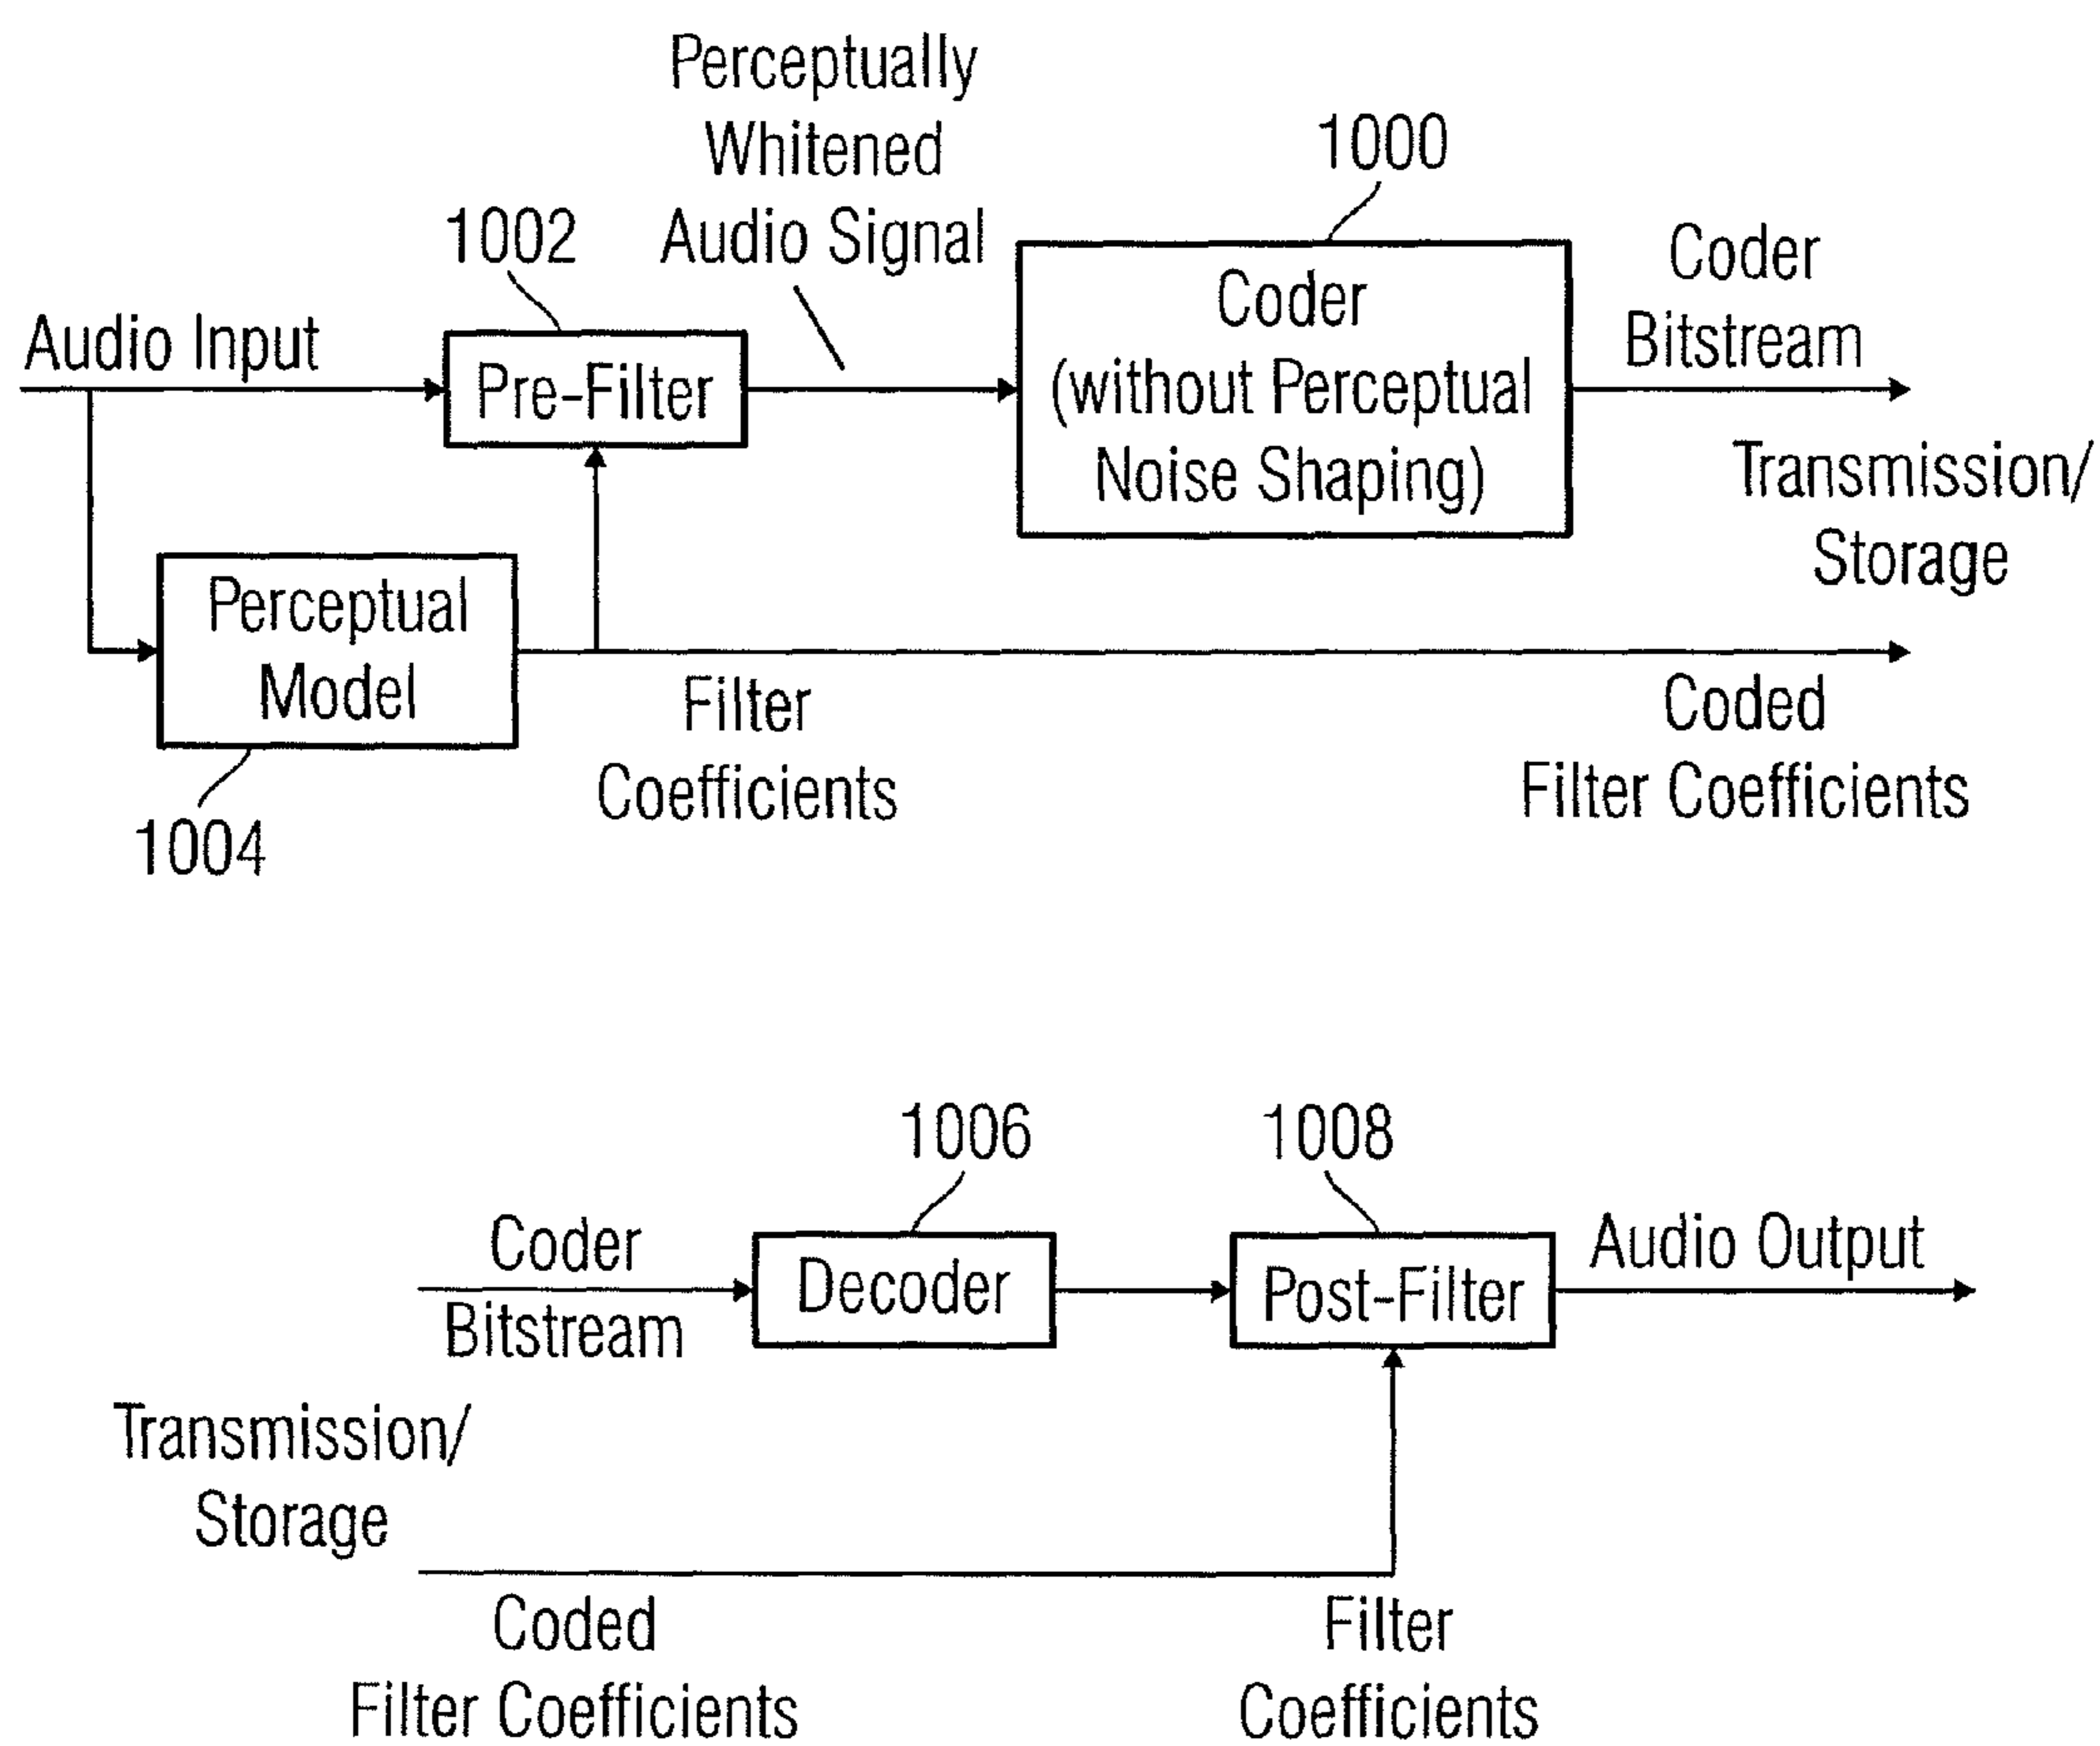 Perceptually
Whitened
Audio Signal
1000
1002
Coder
Bitstream
Audio Input
Pre-Filter
Coder
(without Perceptual
Noise Shaping)
Transmission/
Storage
Perceptual
Model
Filter
Coefficients
Coded
Filter Coefficients
1004
1006
1008
Coder
Bitstream
Decoder
Post-Filter
Audio Output
Transmission/
Storage
Coded
Filter Coefficients
Filter
Coefficients